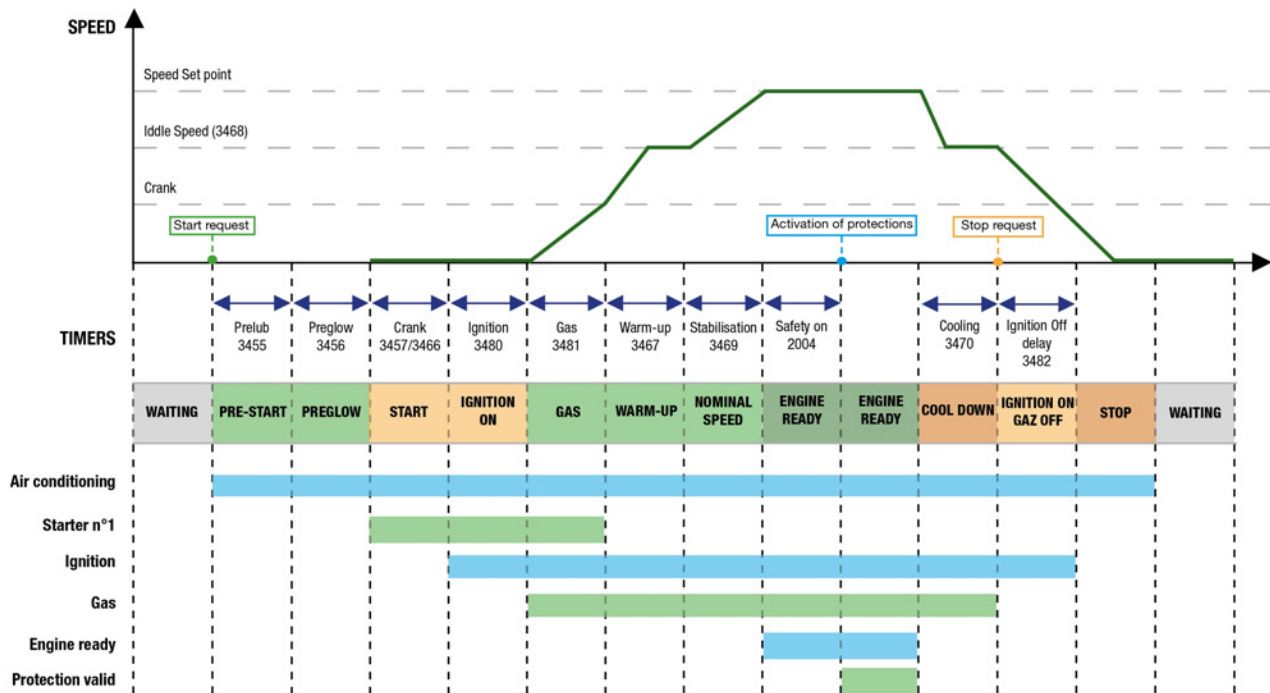 SPEED
Speed Set point
Iddle Speed (3468)
Crank
Start request
Activation of protections
Stop request
TIMERS
Prelub
3455
Preglow
3456
Crank
3457/3466
Ignition
3480
Gas
3481
Warm-up
3467
Stabilisation
3469
Safety on
2004
Cooling
3470
Ignition Off
delay
3482
WAITING
PRE-START
PREGLOW
START
IGNITION
ON
GAS
WARM-UP
NOMINAL
SPEED
ENGINE
READY
ENGINE
READY
COOL DOWN
IGNITION ON
GAZ OFF
STOP
WAITING
Air conditioning
Starter n°1
Ignition
Gas
Engine ready
Protection valid